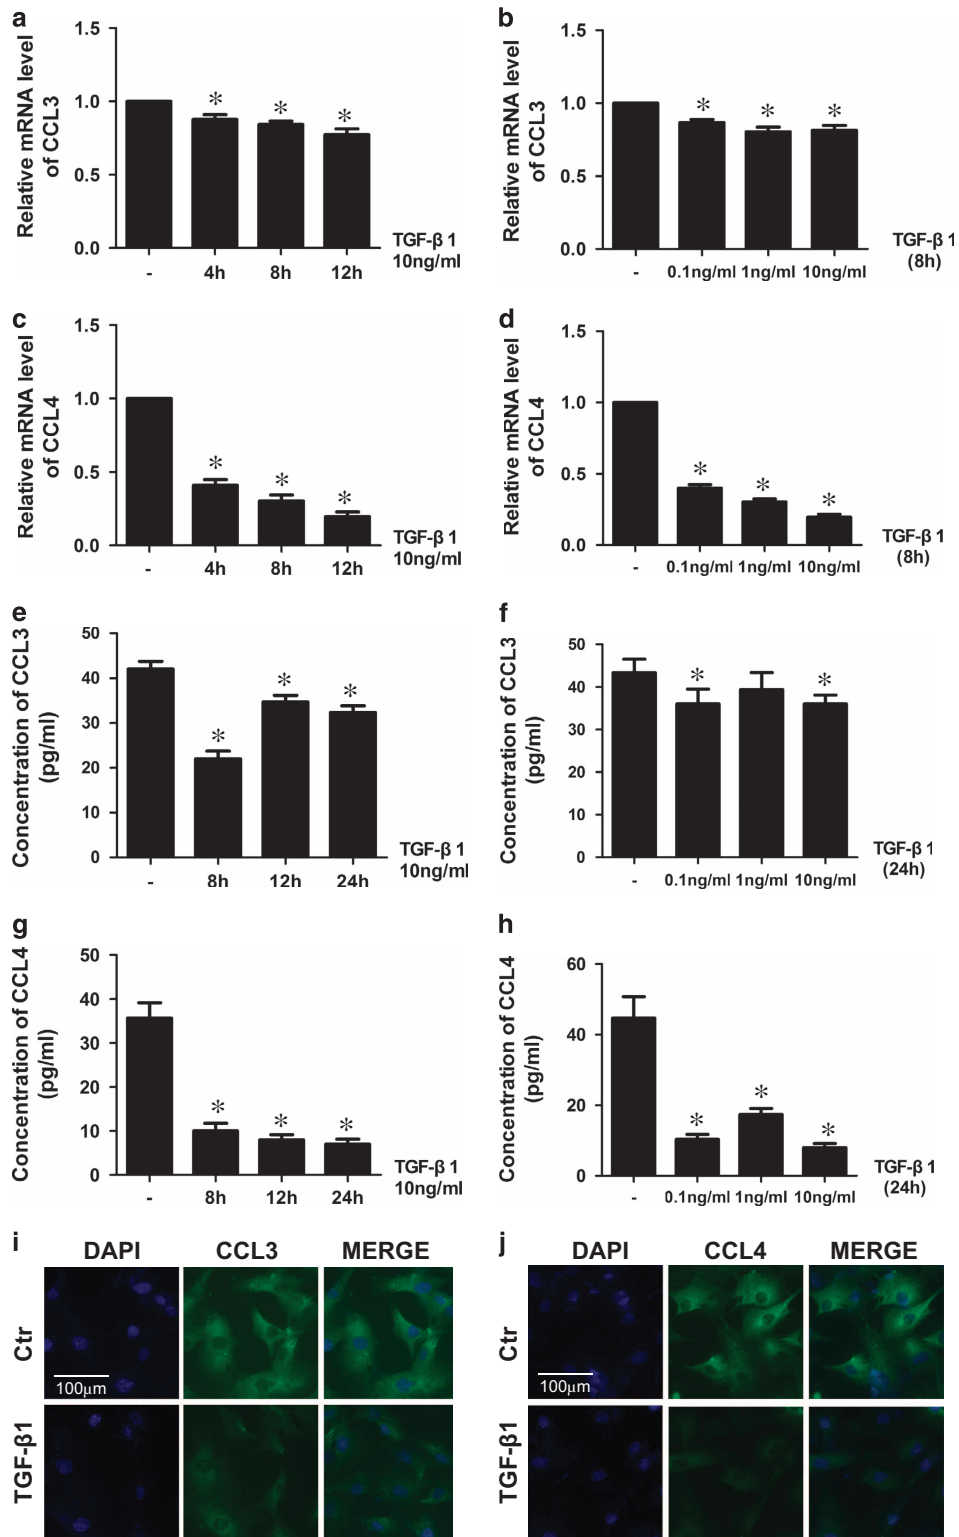 a
Relative mRNA level
of CCL3
1.5
1.0
0.5
0.0
* * *
- 4h 8h 12h
TGF-β 1
10ng/ml
b
Relative mRNA level
of CCL3
1.5
1.0
0.5
0.0
* * *
- 0.1ng/ml 1ng/ml 10ng/ml
TGF-β 1
(8h)
c
Relative mRNA level
of CCL4
1.5
1.0
0.5
0.0
* * *
- 4h 8h 12h
TGF-β 1
10ng/ml
d
Relative mRNA level
of CCL4
1.5
1.0
0.5
0.0
* * *
- 0.1ng/ml 1ng/ml 10ng/ml
TGF-β 1
(8h)
e
Concentration of CCL3
(pg/ml)
50
40
30
20
10
0
* * *
- 8h 12h 24h
TGF-β 1
10ng/ml
f
Concentration of CCL3
(pg/ml)
50
40
30
20
10
0
* *
- 0.1ng/ml 1ng/ml 10ng/ml
TGF-β 1
(24h)
g
Concentration of CCL4
(pg/ml)
50
40
30
20
10
0
* * *
- 8h 12h 24h
TGF-β 1
10ng/ml
h
Concentration of CCL4
(pg/ml)
60
40
20
0
* * *
- 0.1ng/ml 1ng/ml 10ng/ml
TGF-β 1
(24h)
i
DAPI CCL3 MERGE
Ctr
100μm
TGF-β1
j
DAPI CCL4 MERGE
Ctr
100μm
TGF-β1